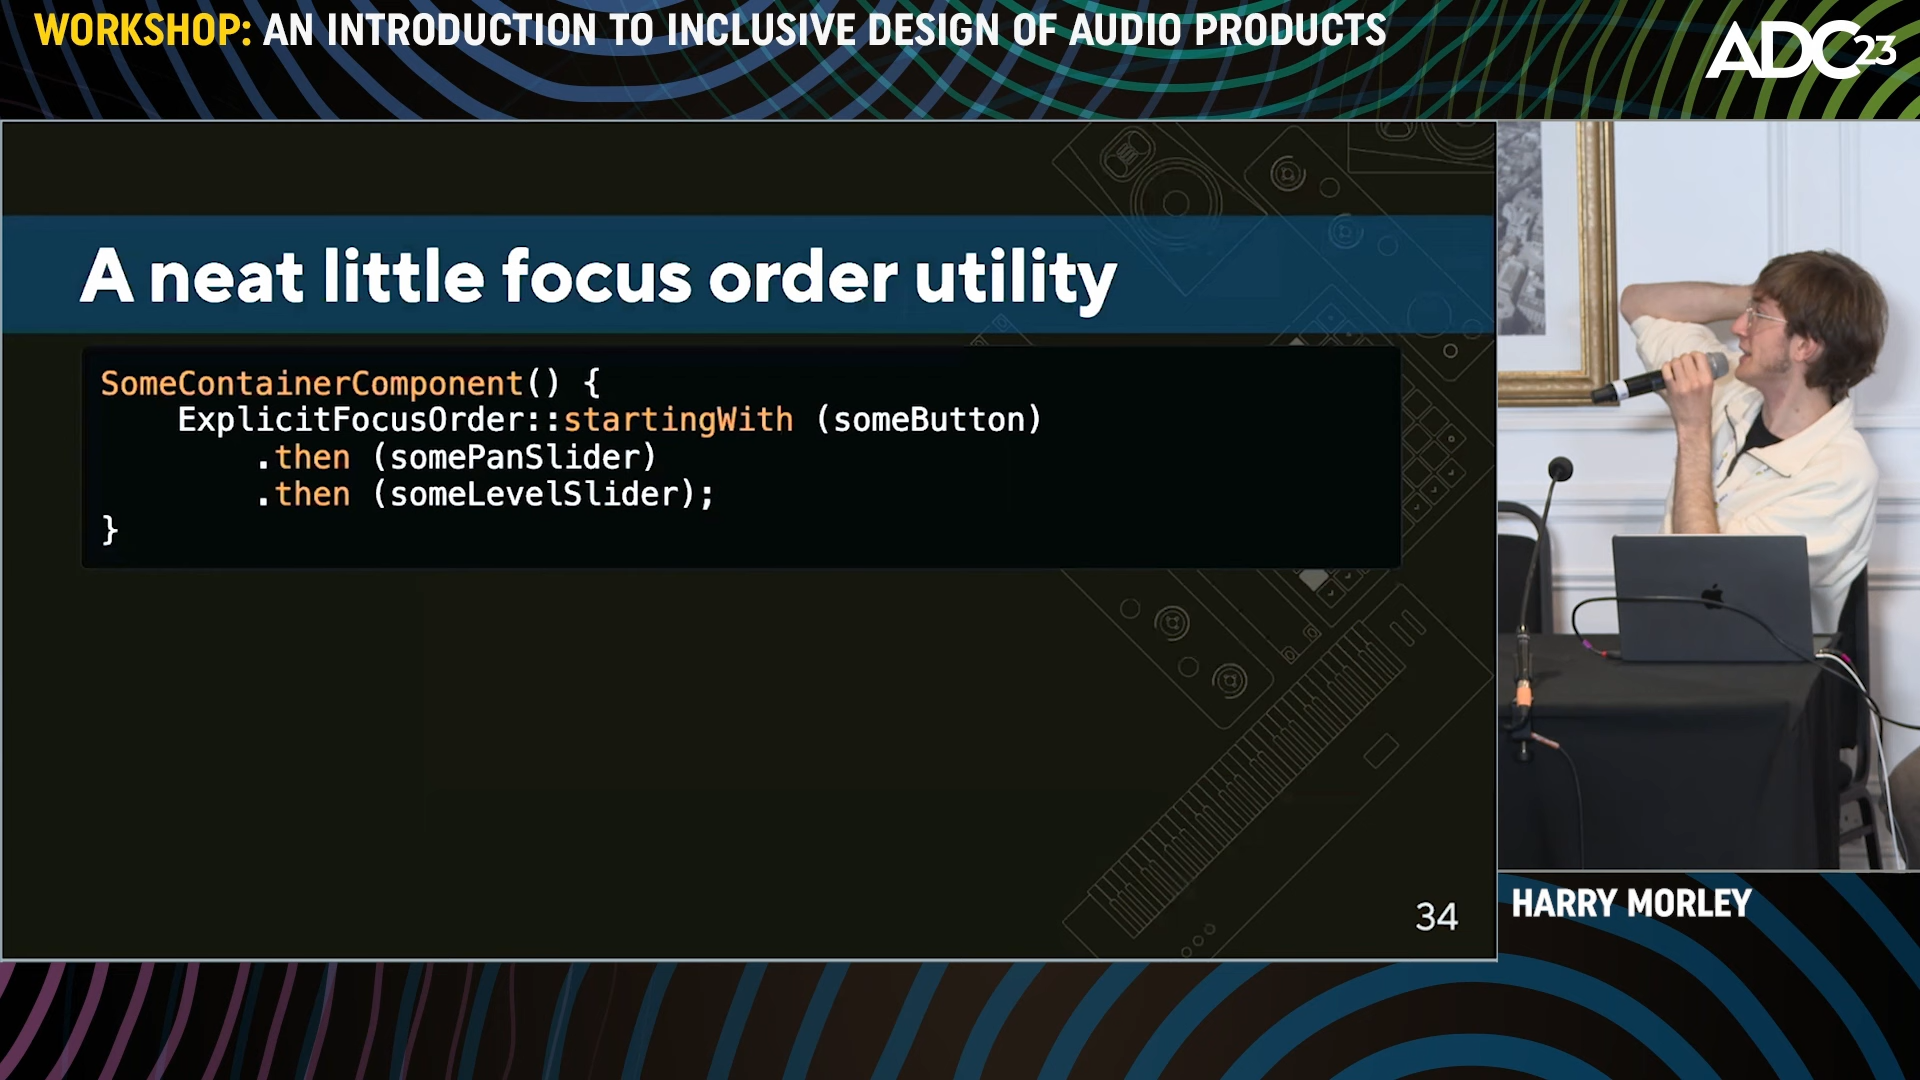 WORKSHOP: AN INTRODUCTION TO INCLUSIVE DESIGN OF AUDIO PRODUCTS
ADC23
A neat little focus order utility
SomeContainerComponent() {
    ExplicitFocusOrder::startingWith (someButton)
        .then (somePanSlider)
        .then (someLevelSlider);
}
34
HARRY MORLEY